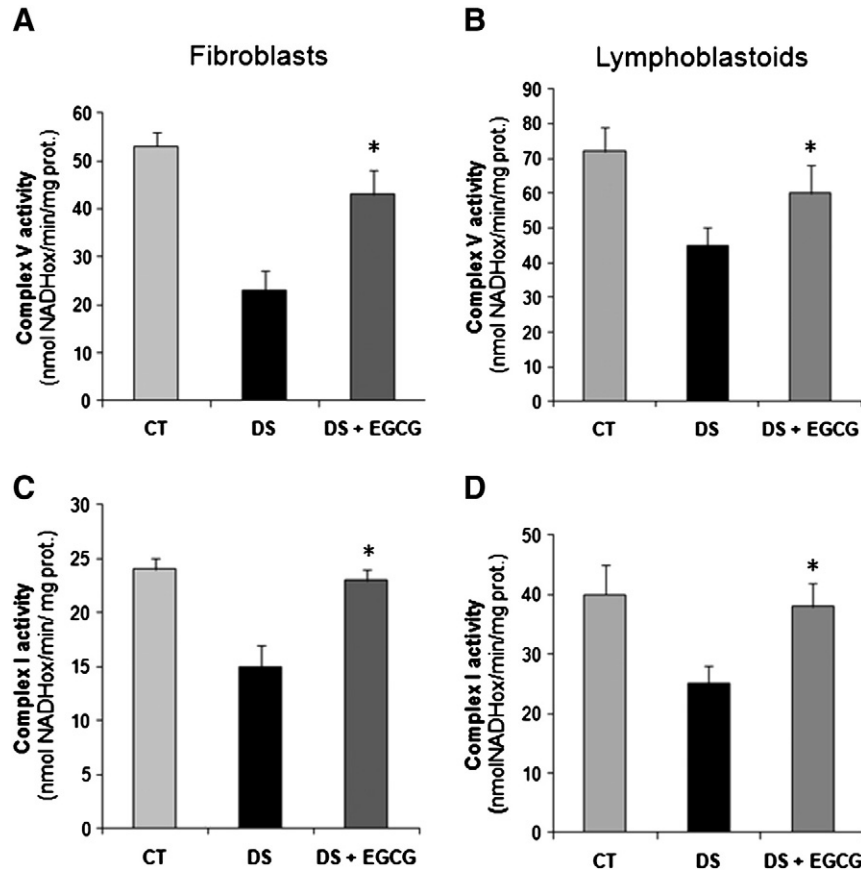 A
Fibroblasts
Complex V activity
(nmol NADHox/min/mg prot.)
60
50
40
30
20
10
0
*
CT DS DS + EGCG
B
Lymphoblastoids
Complex V activity
(nmol NADHox/min/mg prot.)
90
80
70
60
50
40
30
20
10
0
*
CT DS DS + EGCG
C
Complex I activity
(nmol NADHox/min/ mg prot.)
30
25
20
15
10
5
0
*
CT DS DS + EGCG
D
Complex I activity
(nmolNADHox/min/mg prot.)
50
40
30
20
10
0
*
CT DS DS + EGCG